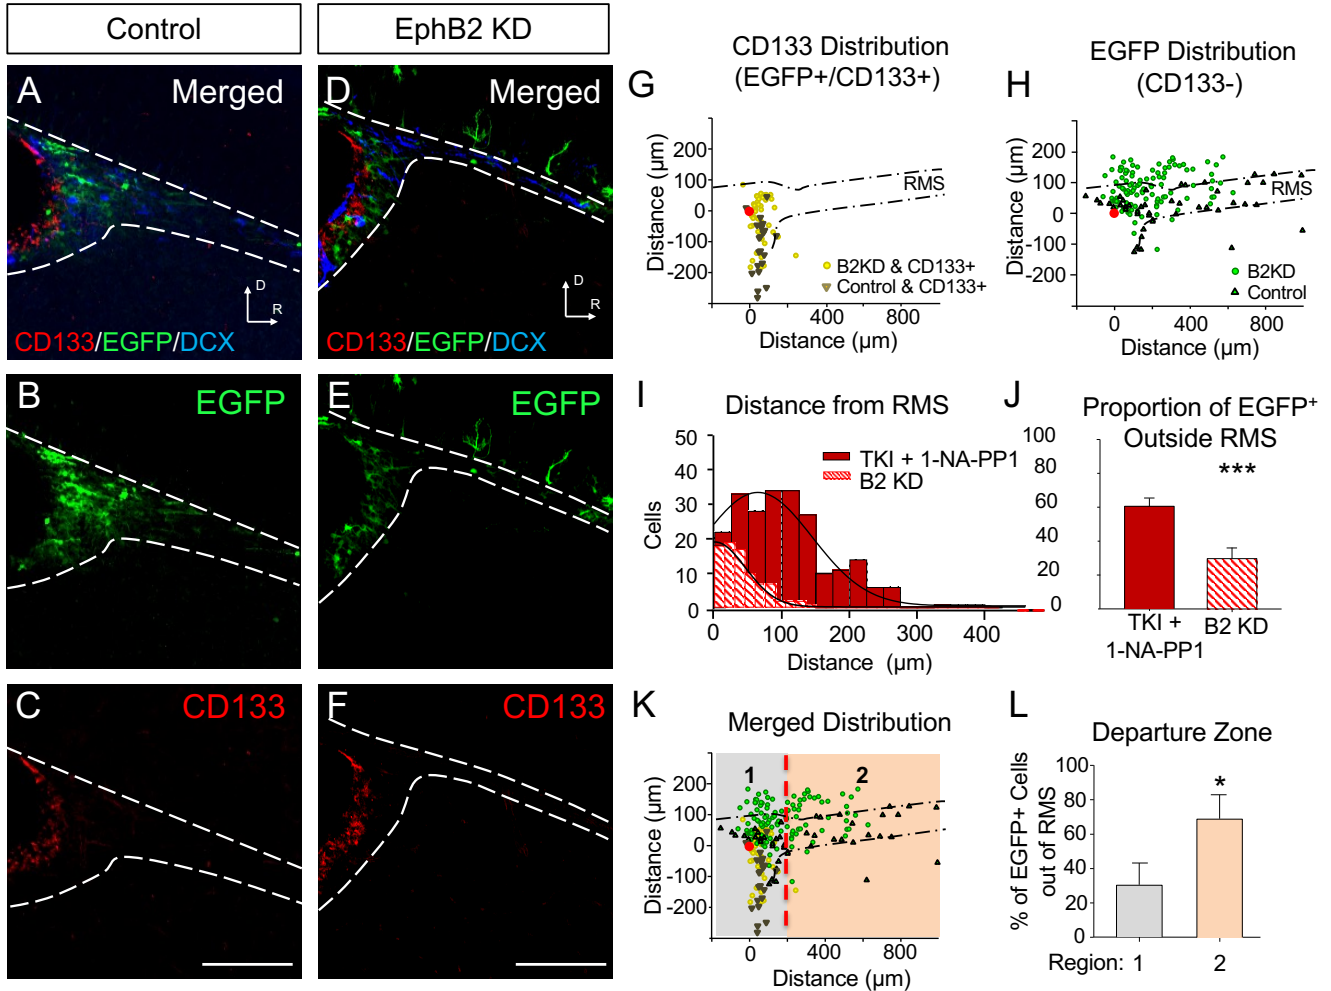 Control
EphB2 KD
A
Merged
D
R
CD133/EGFP/DCX
D
Merged
D
R
CD133/EGFP/DCX
B
EGFP
E
EGFP
C
CD133
F
CD133
G
CD133 Distribution
(EGFP+/CD133+)
Distance (µm)
200
100
0
-100
-200
RMS
B2KD & CD133+
Control & CD133+
0 400 800
Distance (µm)
H
EGFP Distribution
(CD133-)
Distance (µm)
300
200
100
0
-100
-200
RMS
B2KD
Control
0 400 800
Distance (µm)
I
Distance from RMS
Cells
50
40
30
20
10
0
TKI + 1-NA-PP1
B2 KD
0 100 200 300 400
Distance (µm)
J
Proportion of EGFP+
Outside RMS
100
80
60
40
20
0
***
TKI +
1-NA-PP1
B2 KD
K
Merged Distribution
Distance (µm)
200
100
0
-100
-200
1 2
0 400 800
Distance (µm)
L
Departure Zone
% of EGFP+ Cells
out of RMS
100
80
60
40
20
0
*
Region: 1 2